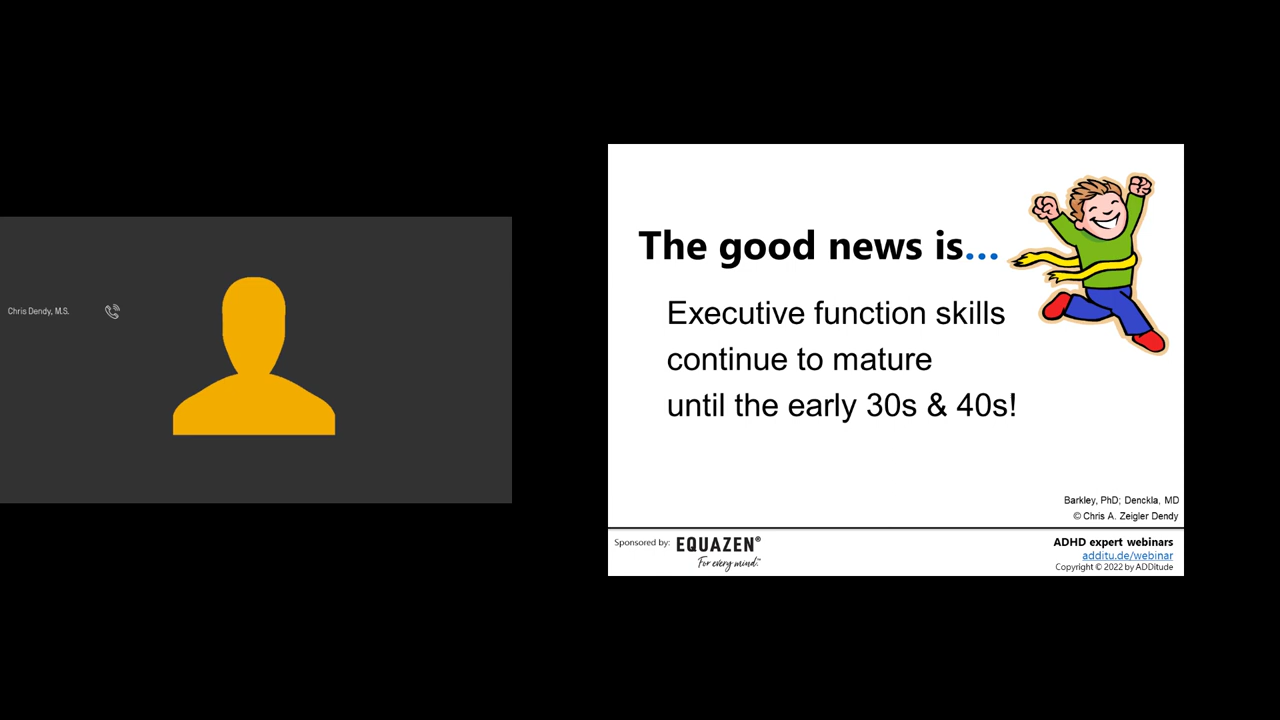 Chris Dendy, M.S.
The good news is...
Executive function skills
continue to mature
until the early 30s & 40s!
Barkley, PhD; Denckla, MD
© Chris A. Zeigler Dendy
Sponsored by: EQUAZEN®
For every mind.™
ADHD expert webinars
additu.de/webinar
Copyright © 2022 by ADDitude